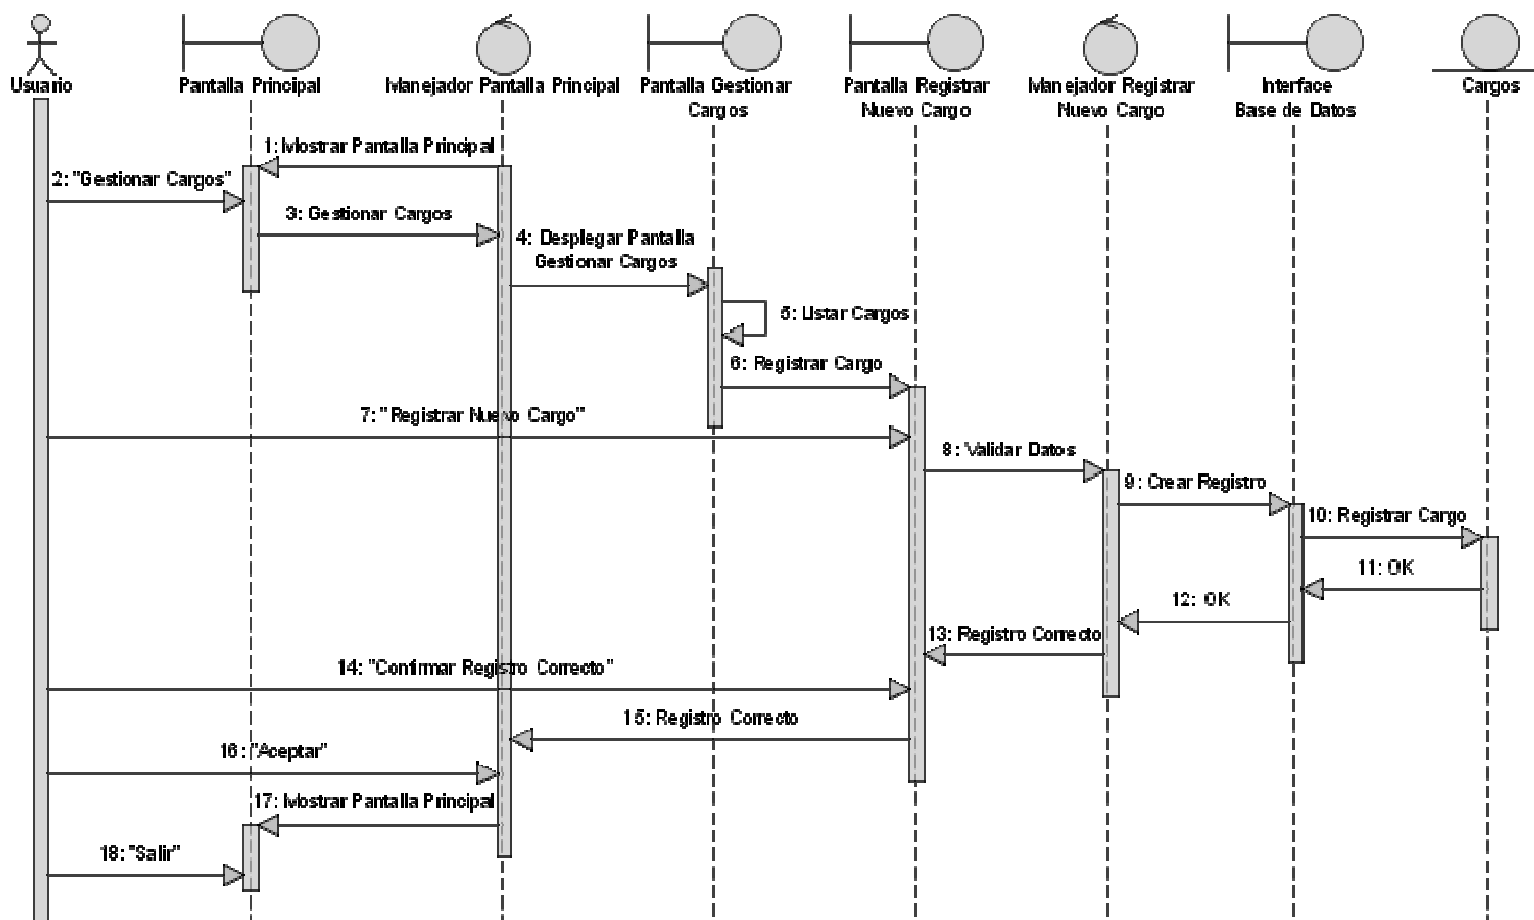 Usuario
Pantalla Principal
Manejador Pantalla Principal
Pantalla Gestionar
Cargos
Pantalla Registrar
Nuevo Cargo
Manejador Registrar
Nuevo Cargo
Interface
Base de Datos
Cargos
1: Mostrar Pantalla Principal
2: "Gestionar Cargos"
3: Gestionar Cargos
4: Desplegar Pantalla
Gestionar Cargos
5: Listar Cargos
6: Registrar Cargo
7: "Registrar Nuevo Cargo"
8: Validar Datos
9: Crear Registro
10: Registrar Cargo
11: OK
12: OK
13: Registro Correcto
14: "Confirmar Registro Correcto"
15: Registro Correcto
16: "Aceptar"
17: Mostrar Pantalla Principal
18: "Salir"